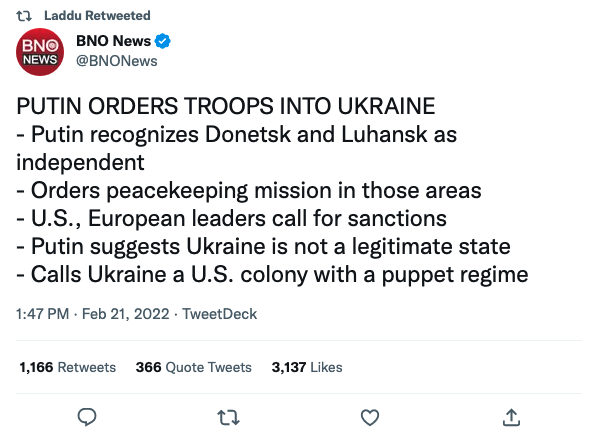 Laddu Retweeted
BNO
NEWS
BNO News
@BNONews
PUTIN ORDERS TROOPS INTO UKRAINE
- Putin recognizes Donetsk and Luhansk as
independent
- Orders peacekeeping mission in those areas
- U.S., European leaders call for sanctions
- Putin suggests Ukraine is not a legitimate state
- Calls Ukraine a U.S. colony with a puppet regime
1:47 PM · Feb 21, 2022 · TweetDeck
1,166 Retweets 366 Quote Tweets 3,137 Likes